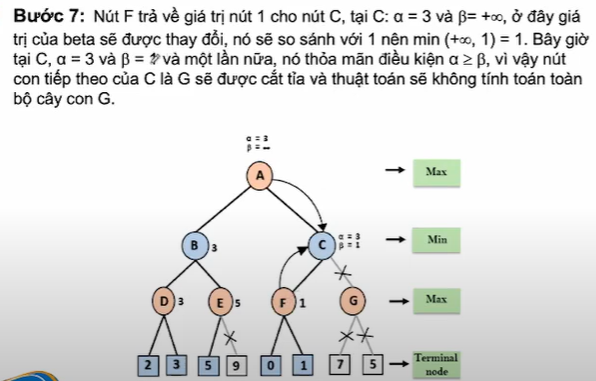 Bước 7: Nút F trả về giá trị nút 1 cho nút C, tại C: α = 3 và β= +∞, ở đây giá
trị của beta sẽ được thay đổi, nó sẽ so sánh với 1 nên min (+∞, 1) = 1. Bây giờ
tại C, α = 3 và β = và một lần nữa, nó thỏa mãn điều kiện α ≥ β, vì vậy nút
con tiếp theo của C là G sẽ được cắt tỉa và thuật toán sẽ không tính toán toàn
bộ cây con G.
α = 3
β =
A
Max
B 3
C
α = 3
β = 1
Min
D 3
E 5
F 1
G
Max
2 3 5 9 0 1 7 5
Terminal
node